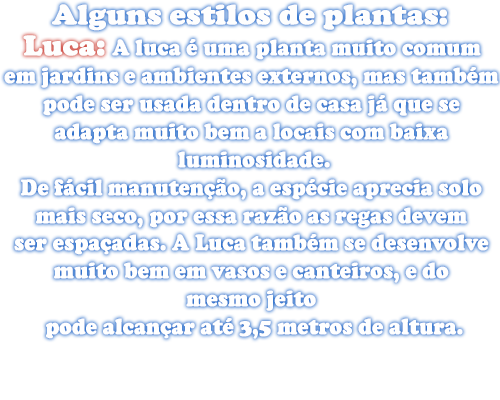 Alguns estilos de plantas:
Luca: A luca é uma planta muito comum
em jardins e ambientes externos, mas também
pode ser usada dentro de casa já que se
adapta muito bem a locais com baixa
luminosidade.
De fácil manutenção, a espécie aprecia solo
mais seco, por essa razão as regas devem
ser espaçadas. A Luca também se desenvolve
muito bem em vasos e canteiros, e do
mesmo jeito
pode alcançar até 3,5 metros de altura.